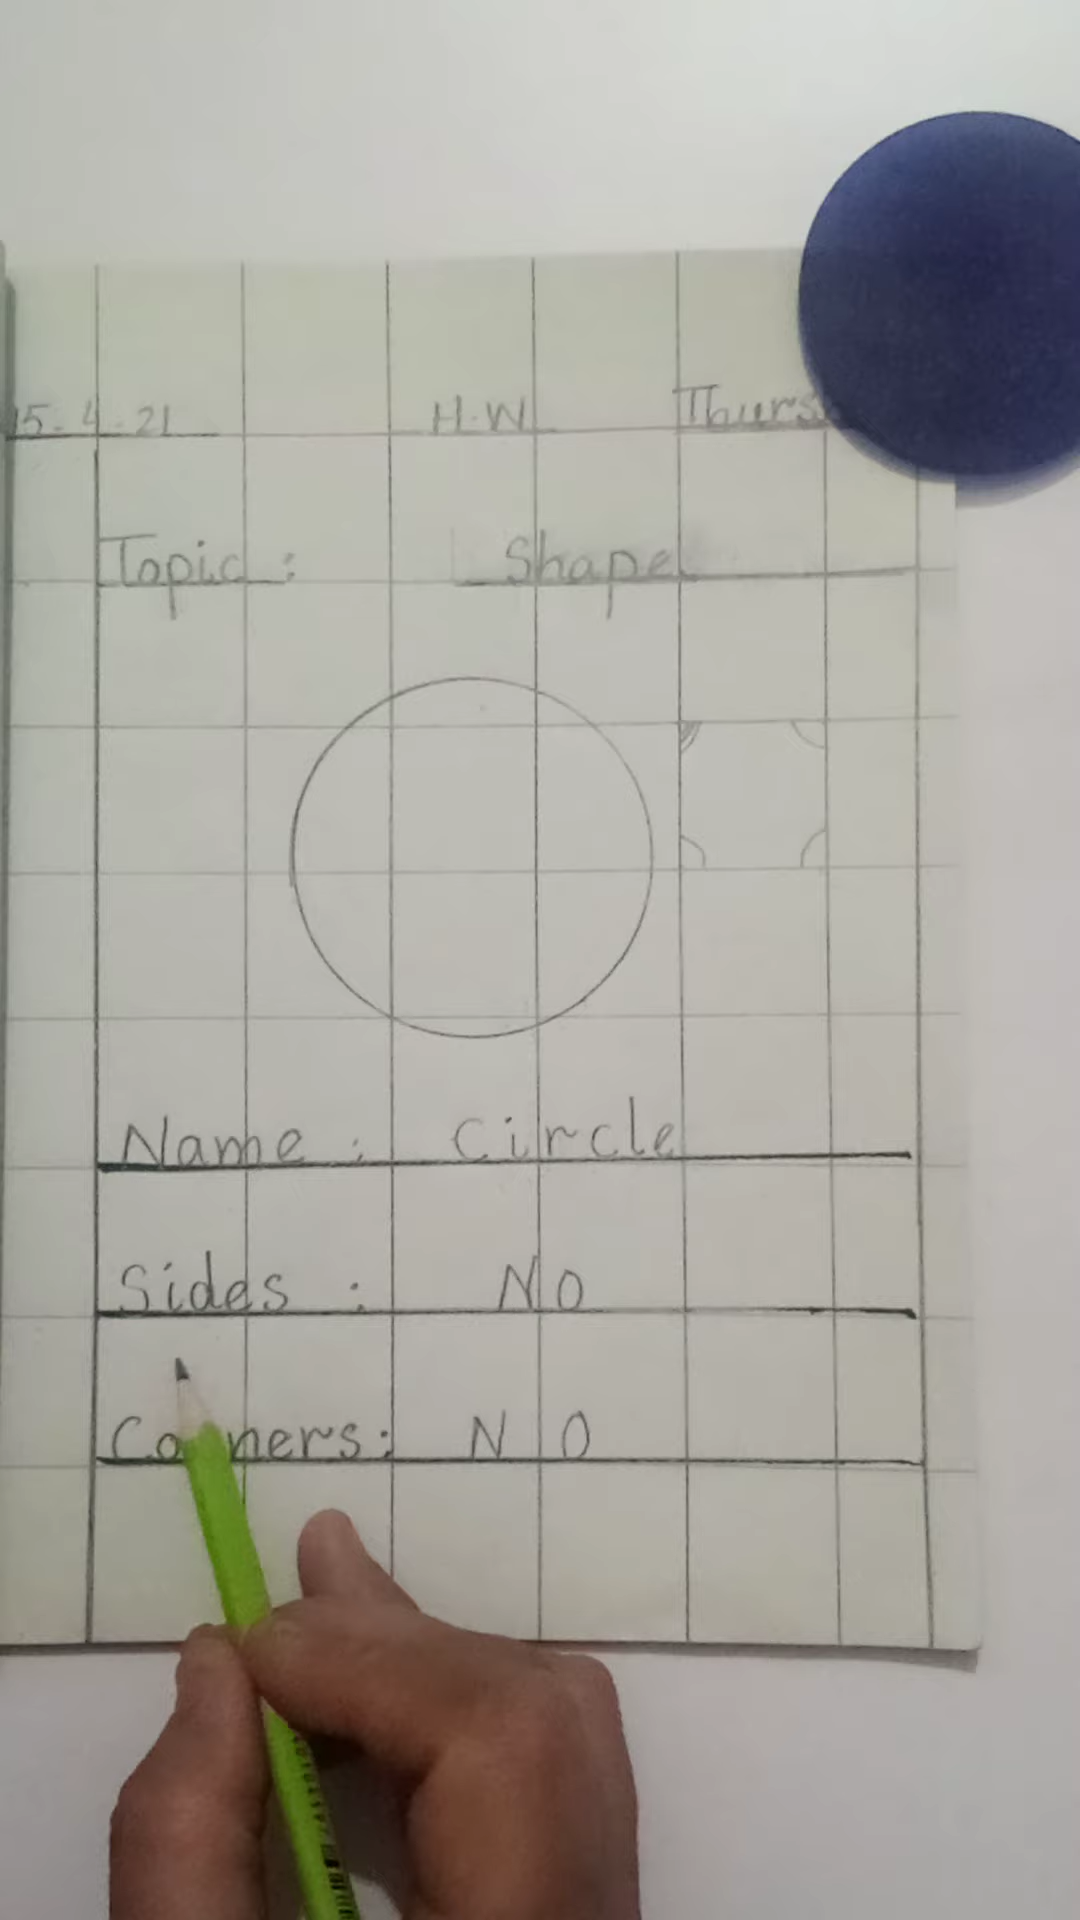 15-4-21 H.W Thurs
Topic: Shape
Name: Circle
Sides: NO
Corners: NO